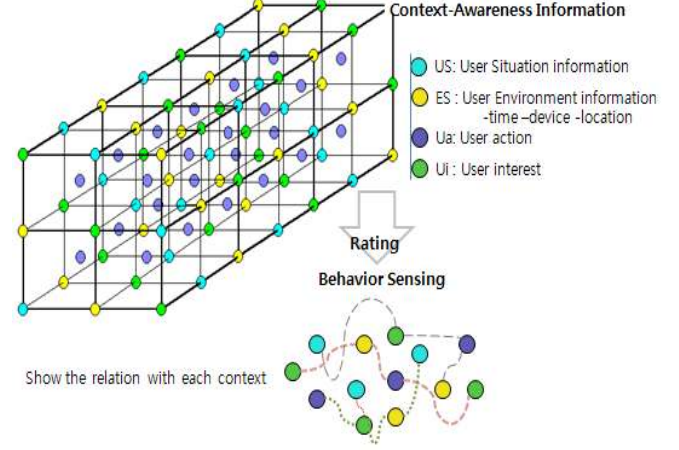 Context-Awareness Information
US: User Situation information
ES : User Environment information
-time –device -location
Ua: User action
Ui : User interest
Rating
Behavior Sensing
Show the relation with each context